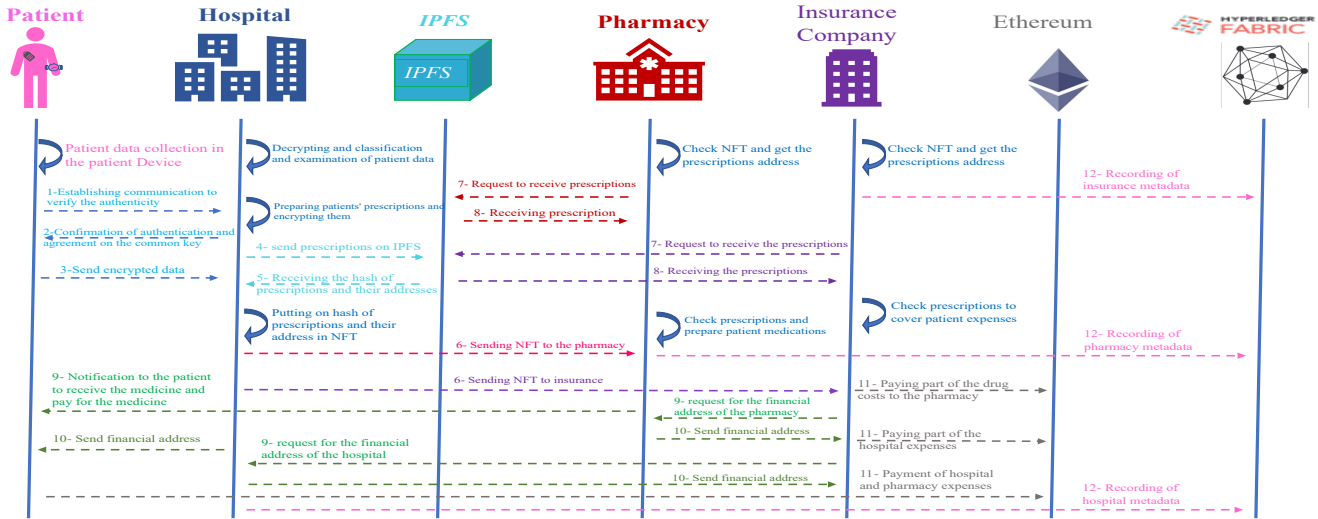 Patient
Hospital
IPFS
Pharmacy
Insurance
Company
Ethereum
HYPERLEDGER
FABRIC
IPFS
Patient data collection in
the patient Device
Decrypting and classification
and examination of patient data
Check NFT and get the
prescriptions address
Check NFT and get the
prescriptions address
12- Recording of
insurance metadata
7- Request to receive prescriptions
1-Establishing communication to
verify the authenticity
Preparing patients' prescriptions and
encrypting them
8- Receiving prescription
2-Confirmation of authentication and
agreement on the common key
4- send prescriptions on IPFS
7- Request to receive the prescriptions
3-Send encrypted data
5- Receiving the hash of
prescriptions and their addresses
8- Receiving the prescriptions
Putting on hash of
prescriptions and their
address in NFT
Check prescriptions and
prepare patient medications
Check prescriptions to
cover patient expenses
6- Sending NFT to the pharmacy
12- Recording of
pharmacy metadata
9- Notification to the patient
to receive the medicine and
pay for the medicine
6- Sending NFT to insurance
11- Paying part of the drug
costs to the pharmacy
9- request for the financial
address of the pharmacy
10- Send financial address
10- Send financial address
9- request for the financial
address of the hospital
11- Paying part of the
hospital expenses
10- Send financial address
11- Payment of hospital
and pharmacy expenses
12- Recording of
hospital metadata